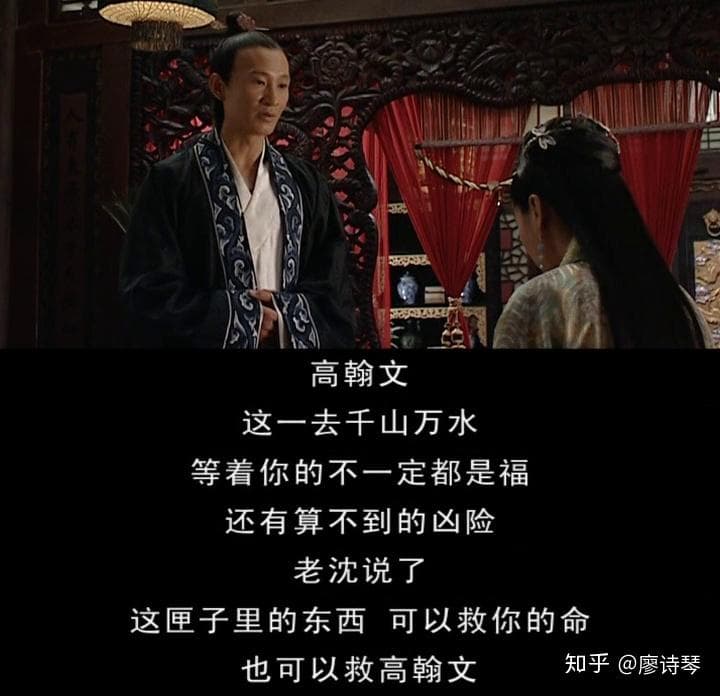 高翰文
这一去千山万水
等着你的不一定都是福
还有算不到的凶险
老沈说了
这匣子里的东西 可以救你的命
也可以救高翰文
知乎 @廖诗琴